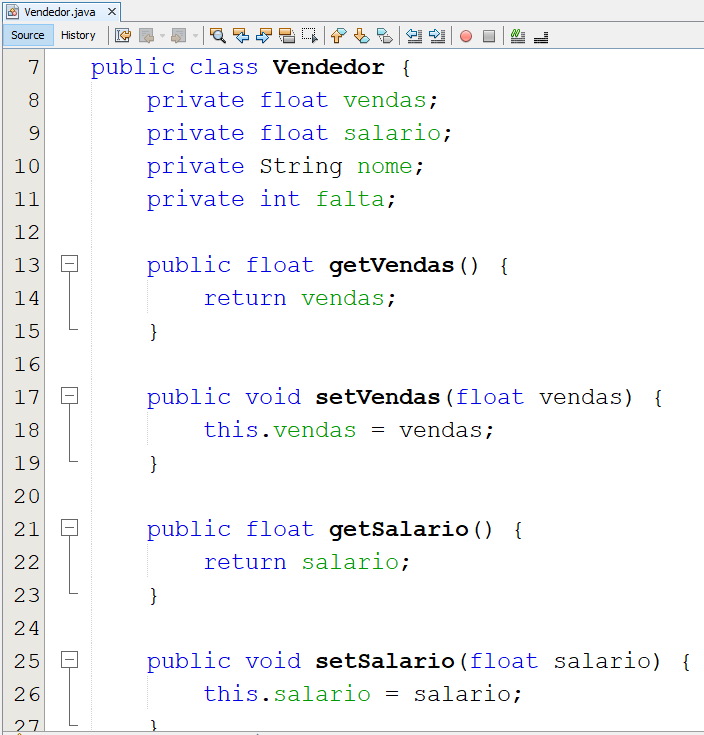 Vendedor.java
Source History
7 public class Vendedor {
8 private float vendas;
9 private float salario;
10 private String nome;
11 private int falta;
12
13 public float getVendas() {
14 return vendas;
15 }
16
17 public void setVendas(float vendas) {
18 this.vendas = vendas;
19 }
20
21 public float getSalario() {
22 return salario;
23 }
24
25 public void setSalario(float salario) {
26 this.salario = salario;
27 }